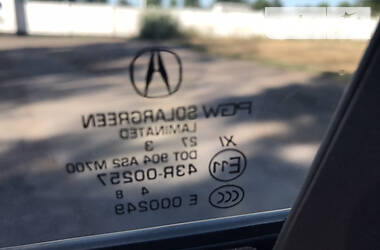 PGW SOLARGREEN
LAMINATED
27 3
DOT 904 AS2 M700
XI
43R-00257
E11
4
8
E 000249
CCC